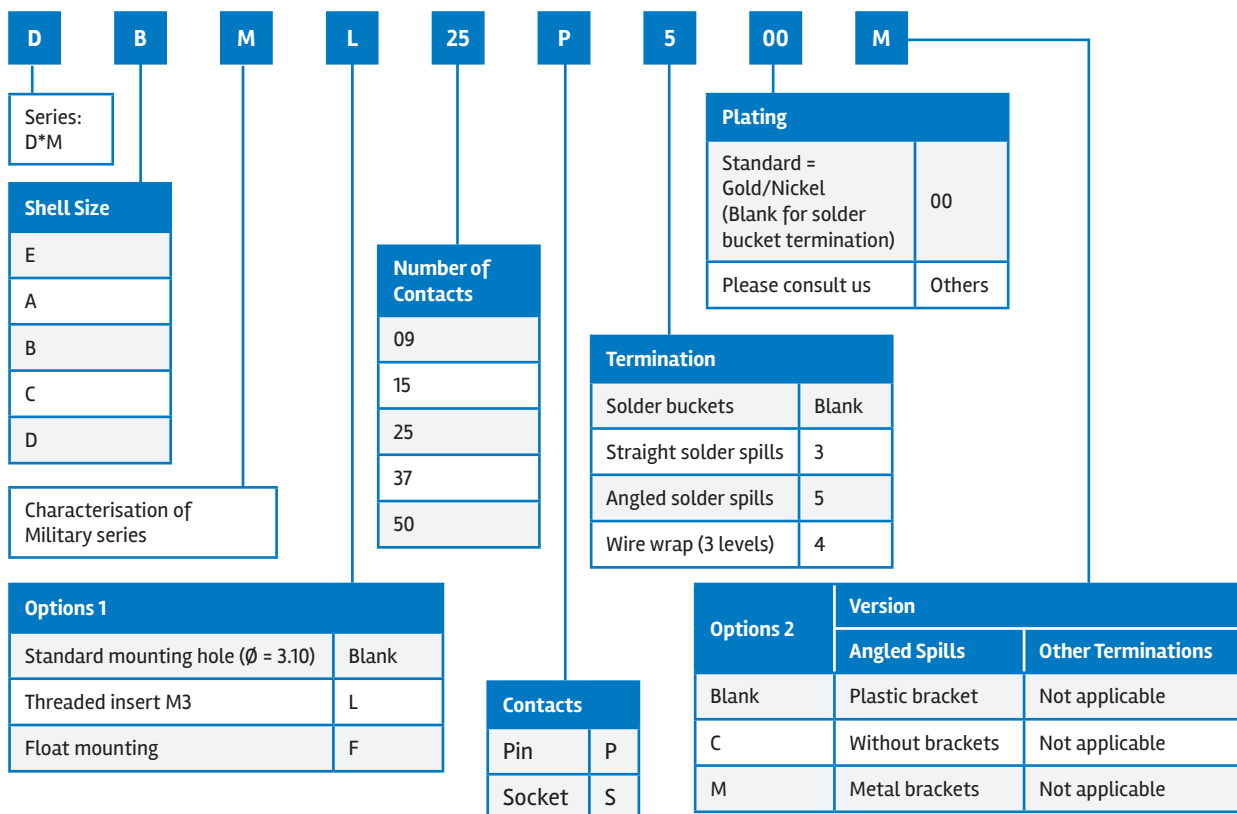 D B M L 25 P 5 00 M
Series:
D*M
Shell Size
E
A
B
C
D
Characterisation of
Military series
Options 1
Standard mounting hole (Ø = 3.10) Blank
Threaded insert M3 L
Float mounting F
Number of
Contacts
09
15
25
37
50
Contacts
Pin P
Socket S
Termination
Solder buckets Blank
Straight solder spills 3
Angled solder spills 5
Wire wrap (3 levels) 4
Plating
Standard =
Gold/Nickel
(Blank for solder
bucket termination) 00
Please consult us Others
Options 2 Version
Angled Spills Other Terminations
Blank Plastic bracket Not applicable
C Without brackets Not applicable
M Metal brackets Not applicable